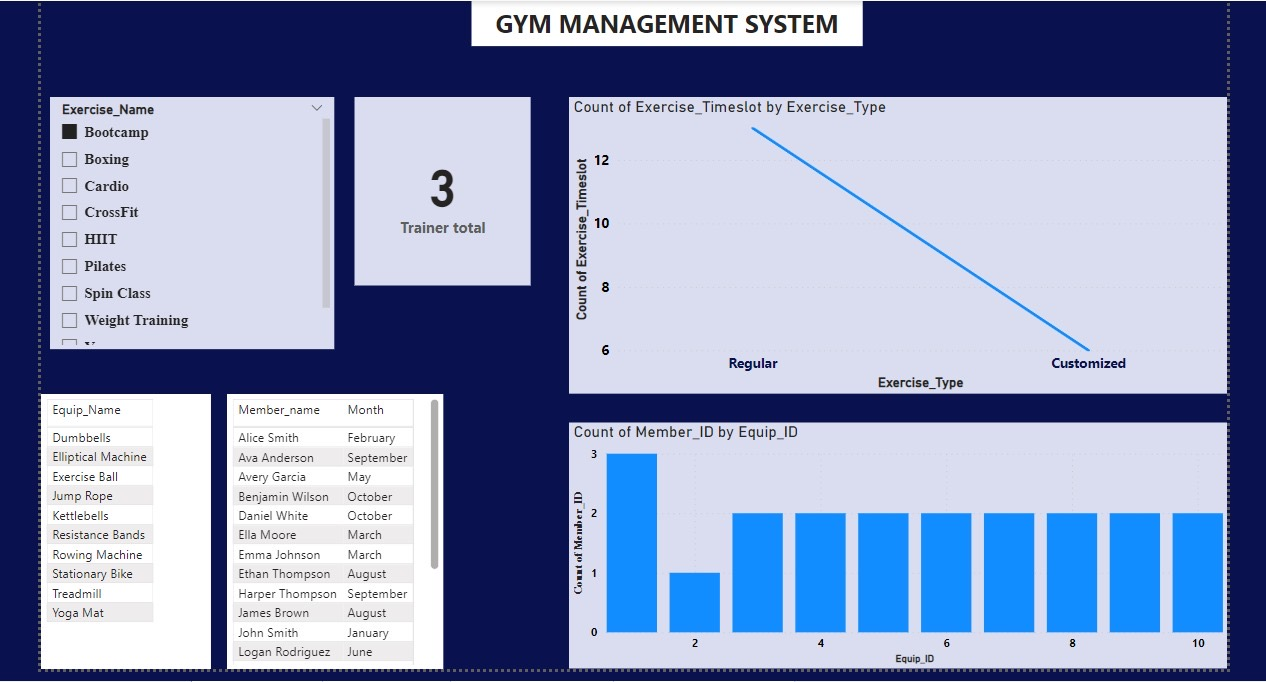 GYM MANAGEMENT SYSTEM
Exercise_Name
Bootcamp
Boxing
Cardio
CrossFit
HIIT
Pilates
Spin Class
Weight Training
3
Trainer total
Count of Exercise_Timeslot by Exercise_Type
Count of Exercise_Timeslot
12
10
8
6
Regular Customized
Exercise_Type
Equip_Name
Dumbbells
Elliptical Machine
Exercise Ball
Jump Rope
Kettlebells
Resistance Bands
Rowing Machine
Stationary Bike
Treadmill
Yoga Mat
Member_name Month
Alice Smith February
Ava Anderson September
Avery Garcia May
Benjamin Wilson October
Daniel White October
Ella Moore March
Emma Johnson March
Ethan Thompson August
Harper Thompson September
James Brown August
John Smith January
Logan Rodriguez June
Count of Member_ID by Equip_ID
Count of Member_ID
3
2
1
0
2 4 6 8 10
Equip_ID